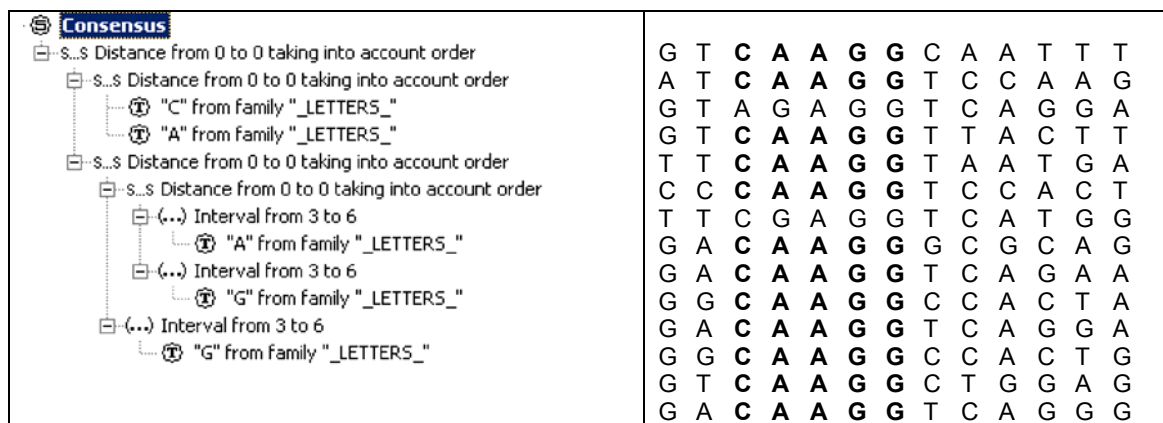 Consensus
s...s Distance from 0 to 0 taking into account order
s...s Distance from 0 to 0 taking into account order
"C" from family "_LETTERS_"
"A" from family "_LETTERS_"
s...s Distance from 0 to 0 taking into account order
s...s Distance from 0 to 0 taking into account order
(...) Interval from 3 to 6
"A" from family "_LETTERS_"
(...) Interval from 3 to 6
"G" from family "_LETTERS_"
(...) Interval from 3 to 6
"G" from family "_LETTERS_"
G T C A A G G C A A T T T
A T C A A G G T C C A A G
G T A G A G G T C A G G A
G T C A A G G T T A C T T
T T C A A G G T A A T G A
C C C A A G G T C C A C T
T T C G A G G T C A T G G
G A C A A G G G C G C A G
G A C A A G G T C A G A A
G G C A A G G C C A C T A
G A C A A G G T C A G G A
G G C A A G G C C A C T G
G T C A A G G C T G G A G
G A C A A G G T C A G G G